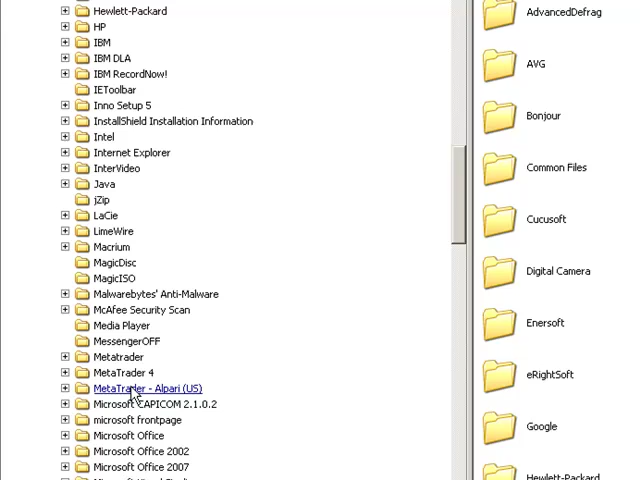 Hewlett-Packard
HP
IBM
IBM DLA
IBM RecordNow!
IEToolbar
Inno Setup 5
InstallShield Installation Information
Intel
Internet Explorer
InterVideo
Java
jZip
LaCie
LimeWire
Macrium
MagicDisc
MagicISO
Malwarebytes' Anti-Malware
McAfee Security Scan
Media Player
MessengerOFF
Metatrader
MetaTrader 4
MetaTrader - Alpari (US)
Microsoft CAPICOM 2.1.0.2
microsoft frontpage
Microsoft Office
Microsoft Office 2002
Microsoft Office 2007
AdvancedDefrag
AVG
Bonjour
Common Files
Cucusoft
Digital Camera
Enersoft
eRightSoft
Google
Hewlett-Packard